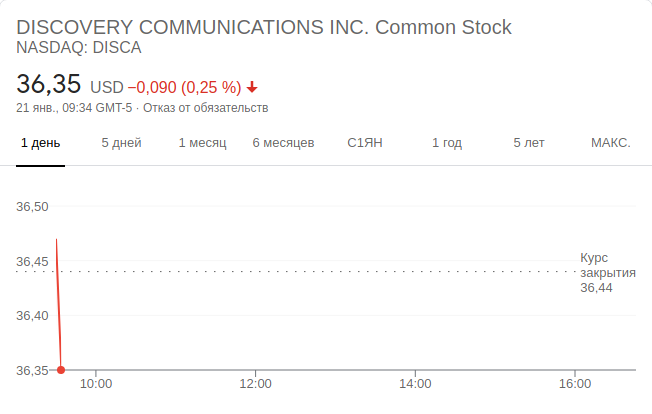 DISCOVERY COMMUNICATIONS INC. Common Stock
NASDAQ: DISCA
36,35 USD −0,090 (0,25 %)
21 янв., 09:34 GMT-5 · Отказ от обязательств
1 день 5 дней 1 месяц 6 месяцев С1ЯН 1 год 5 лет МАКС.
36,50
36,45
Курс
закрытия
36,44
36,40
36,35
10:00 12:00 14:00 16:00